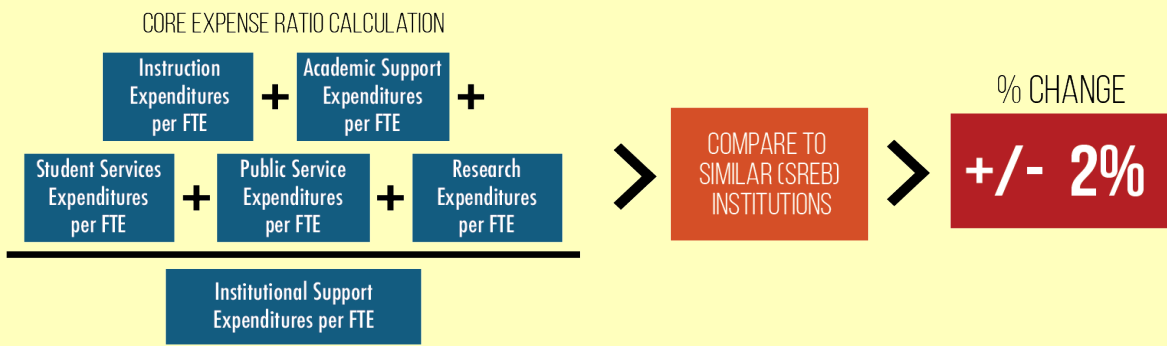 CORE EXPENSE RATIO CALCULATION
Instruction
Expenditures
per FTE
+
Academic Support
Expenditures
per FTE
+
Student Services
Expenditures
per FTE
+
Public Service
Expenditures
per FTE
+
Research
Expenditures
per FTE
Institutional Support
Expenditures per FTE
>
COMPARE TO
SIMILAR (SREB)
INSTITUTIONS
>
% CHANGE
+/- 2%